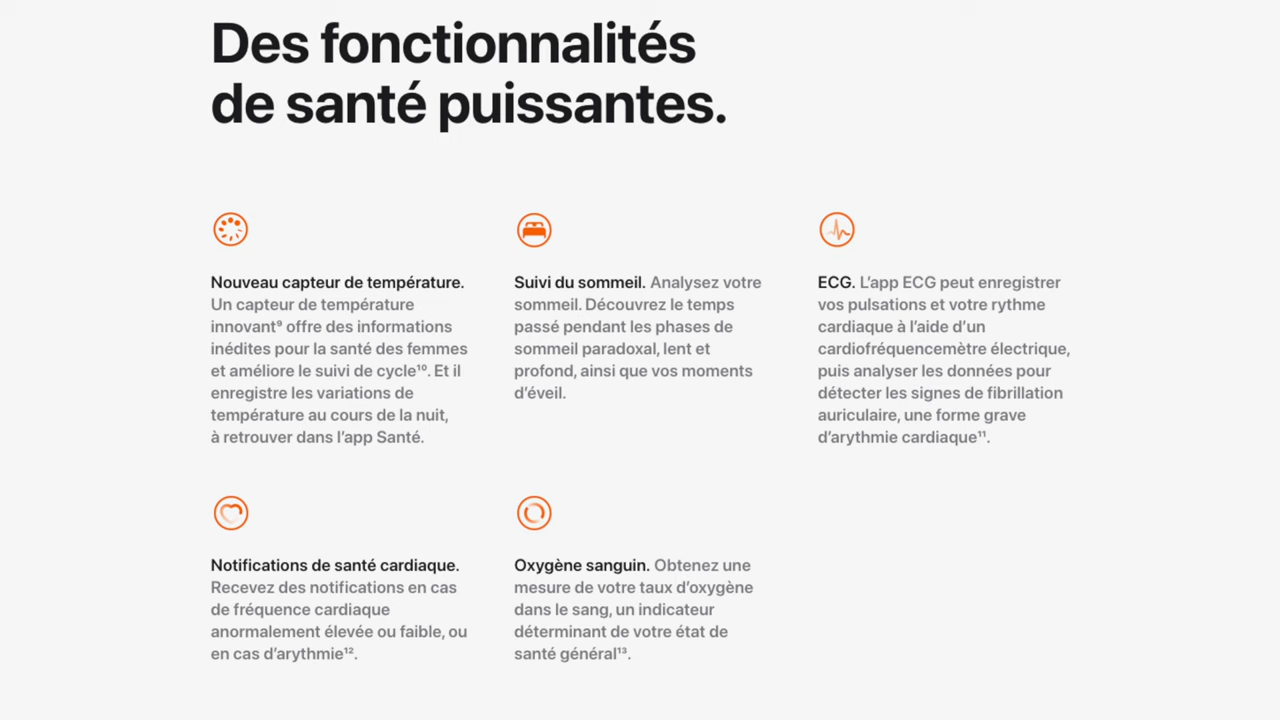 Des fonctionnalités
de santé puissantes.
Nouveau capteur de température.
Un capteur de température
innovant⁹ offre des informations
inédites pour la santé des femmes
et améliore le suivi de cycle¹⁰. Et il
enregistre les variations de
température au cours de la nuit,
à retrouver dans l’app Santé.
Suivi du sommeil. Analysez votre
sommeil. Découvrez le temps
passé pendant les phases de
sommeil paradoxal, lent et
profond, ainsi que vos moments
d’éveil.
ECG. L’app ECG peut enregistrer
vos pulsations et votre rythme
cardiaque à l’aide d’un
cardiofréquencemètre électrique,
puis analyser les données pour
détecter les signes de fibrillation
auriculaire, une forme grave
d’arythmie cardiaque¹¹.
Notifications de santé cardiaque.
Recevez des notifications en cas
de fréquence cardiaque
anormalement élevée ou faible, ou
en cas d’arythmie¹².
Oxygène sanguin. Obtenez une
mesure de votre taux d’oxygène
dans le sang, un indicateur
déterminant de votre état de
santé général¹³.